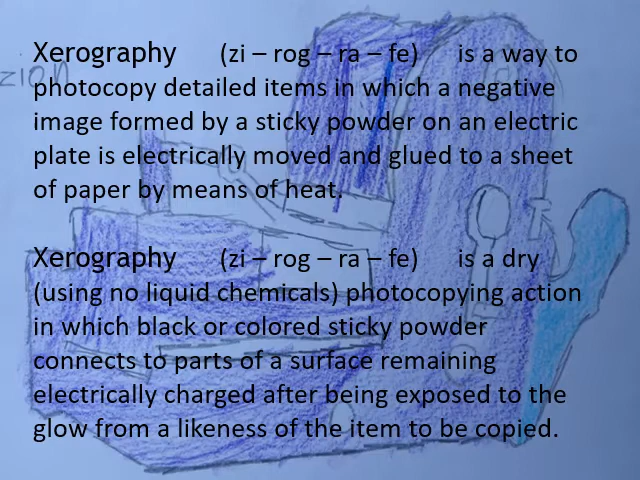 Xerography (zi – rog – ra – fe) is a way to
photocopy detailed items in which a negative
image formed by a sticky powder on an electric
plate is electrically moved and glued to a sheet
of paper by means of heat.
Xerography (zi – rog – ra – fe) is a dry
(using no liquid chemicals) photocopying action
in which black or colored sticky powder
connects to parts of a surface remaining
electrically charged after being exposed to the
glow from a likeness of the item to be copied.